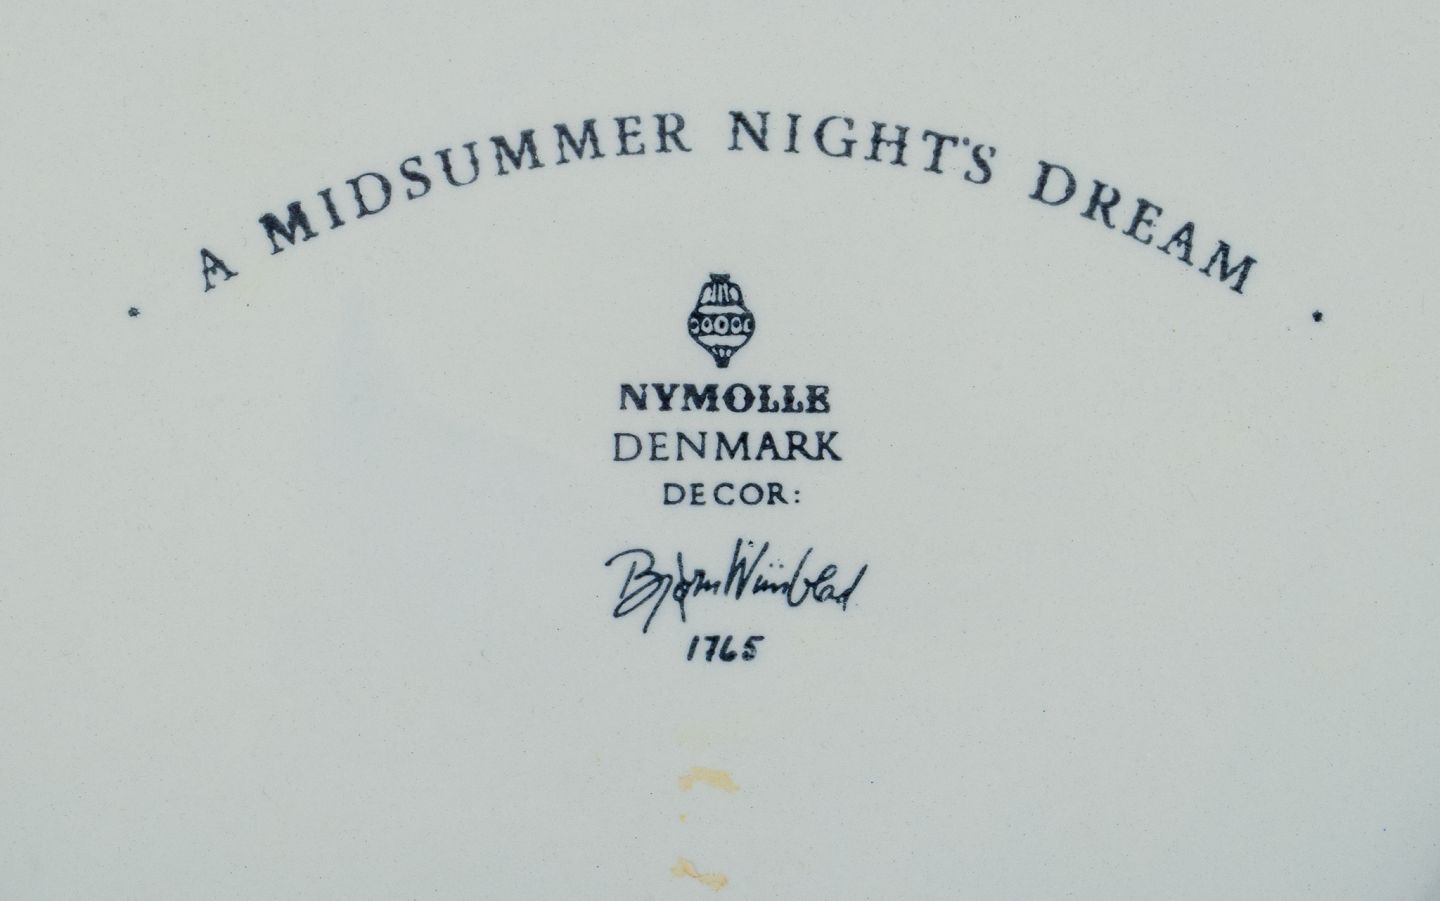 · A MIDSUMMER NIGHT'S DREAM ·
NYMOLLE
DENMARK
DECOR:
Bjørn Wiinblad
1765